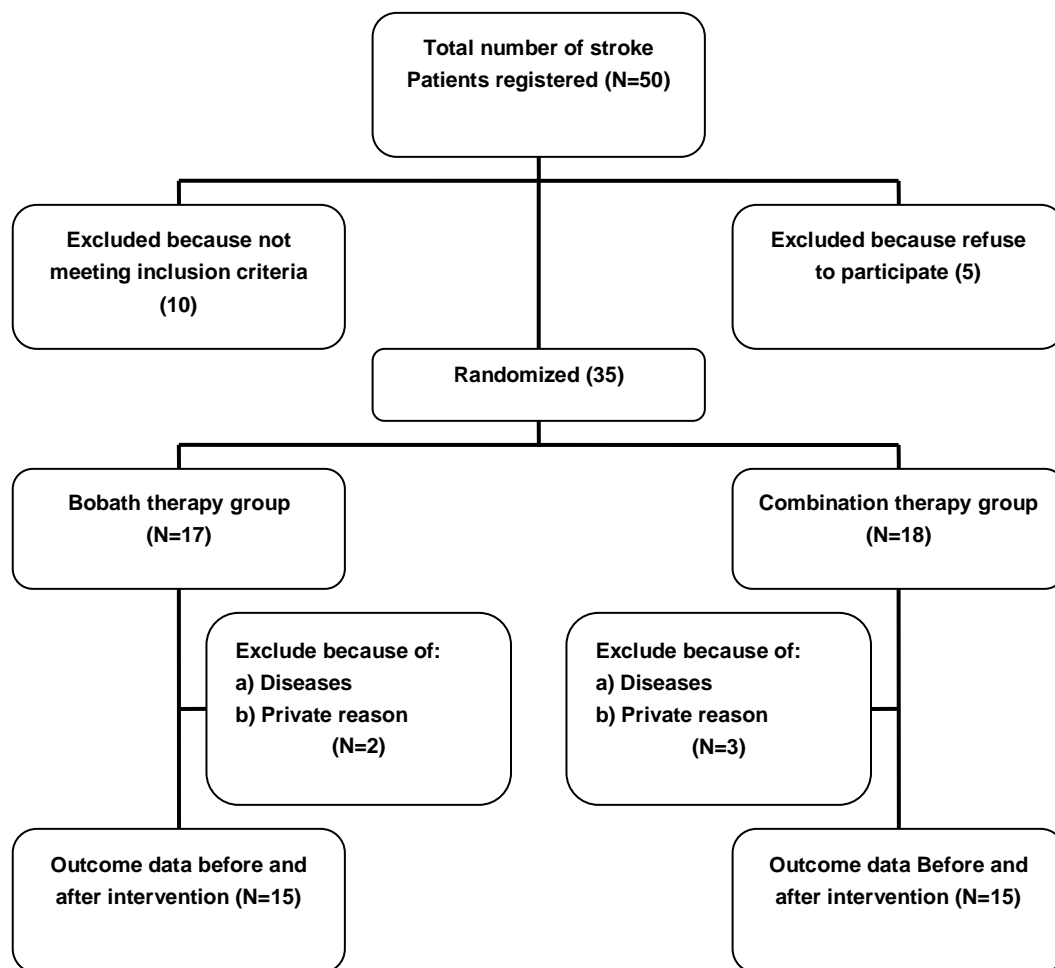 Total number of stroke
Patients registered (N=50)
Excluded because not
meeting inclusion criteria
(10)
Excluded because refuse
to participate (5)
Randomized (35)
Bobath therapy group
(N=17)
Combination therapy group
(N=18)
Exclude because of:
a) Diseases
b) Private reason
(N=2)
Exclude because of:
a) Diseases
b) Private reason
(N=3)
Outcome data before and
after intervention (N=15)
Outcome data Before and
after intervention (N=15)